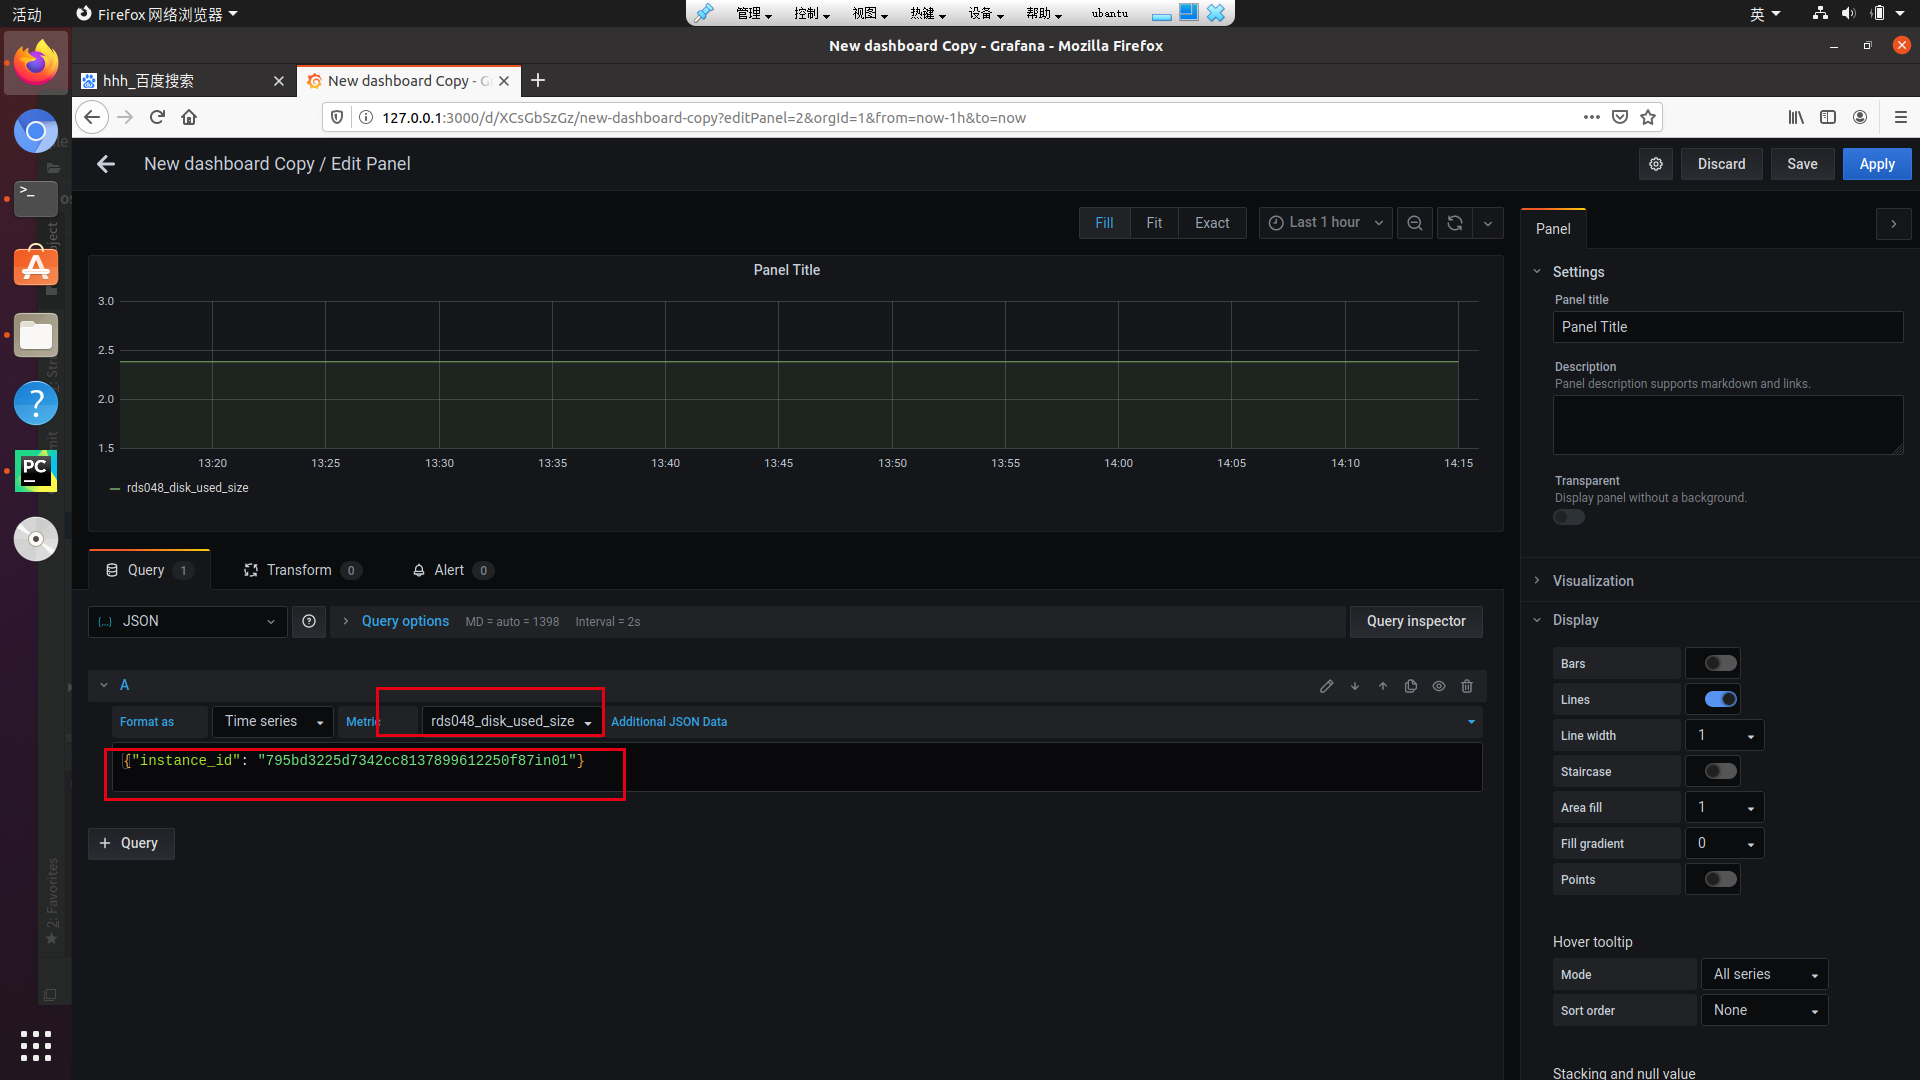 活动
Firefox 网络浏览器
管理
控制
视图
热键
设备
帮助
ubantu
英
New dashboard Copy - Grafana - Mozilla Firefox
hhh_百度搜索
New dashboard Copy - G
127.0.0.1:3000/d/XCsGbSzGz/new-dashboard-copy?editPanel=2&orgId=1&from=now-1h&to=now
New dashboard Copy / Edit Panel
Discard
Save
Apply
Fill
Fit
Exact
Last 1 hour
Panel
Panel Title
3.0
2.5
2.0
1.5
13:20
13:25
13:30
13:35
13:40
13:45
13:50
13:55
14:00
14:05
14:10
14:15
rds048_disk_used_size
Settings
Panel title
Panel Title
Description
Panel description supports markdown and links.
Transparent
Display panel without a background.
Query 1
Transform 0
Alert 0
{...} JSON
Query options
MD = auto = 1398
Interval = 2s
Query inspector
A
Format as
Time series
Metric
rds048_disk_used_size
Additional JSON Data
{"instance_id": "795bd3225d7342cc8137899612250f87in01"}
+ Query
Visualization
Display
Bars
Lines
Line width
1
Staircase
Area fill
1
Fill gradient
0
Points
Hover tooltip
Mode
All series
Sort order
None
Stacking and null value
PC
2: Favorites